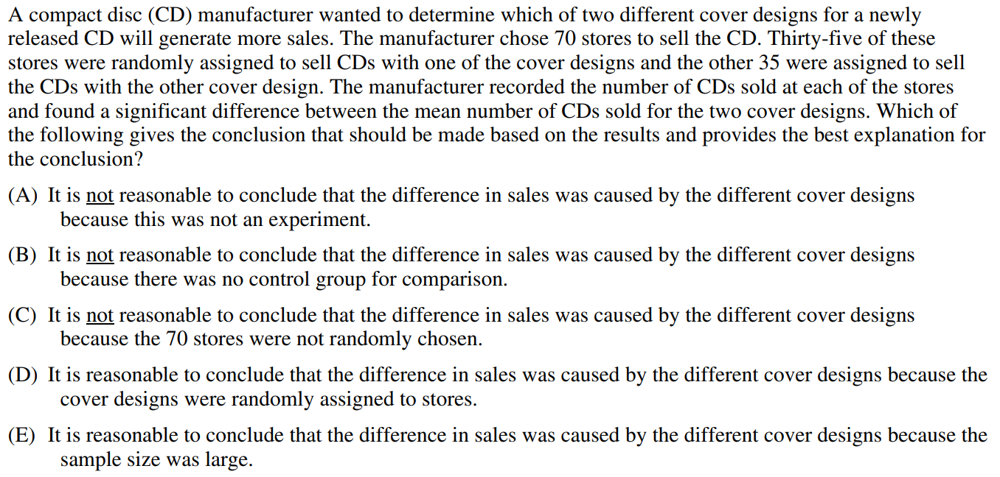 A compact disc (CD) manufacturer wanted to determine which of two different cover designs for a newly
released CD will generate more sales. The manufacturer chose 70 stores to sell the CD. Thirty-five of these
stores were randomly assigned to sell CDs with one of the cover designs and the other 35 were assigned to sell
the CDs with the other cover design. The manufacturer recorded the number of CDs sold at each of the stores
and found a significant difference between the mean number of CDs sold for the two cover designs. Which of
the following gives the conclusion that should be made based on the results and provides the best explanation for
the conclusion?
(A) It is not reasonable to conclude that the difference in sales was caused by the different cover designs
because this was not an experiment.
(B) It is not reasonable to conclude that the difference in sales was caused by the different cover designs
because there was no control group for comparison.
(C) It is not reasonable to conclude that the difference in sales was caused by the different cover designs
because the 70 stores were not randomly chosen.
(D) It is reasonable to conclude that the difference in sales was caused by the different cover designs because the
cover designs were randomly assigned to stores.
(E) It is reasonable to conclude that the difference in sales was caused by the different cover designs because the
sample size was large.